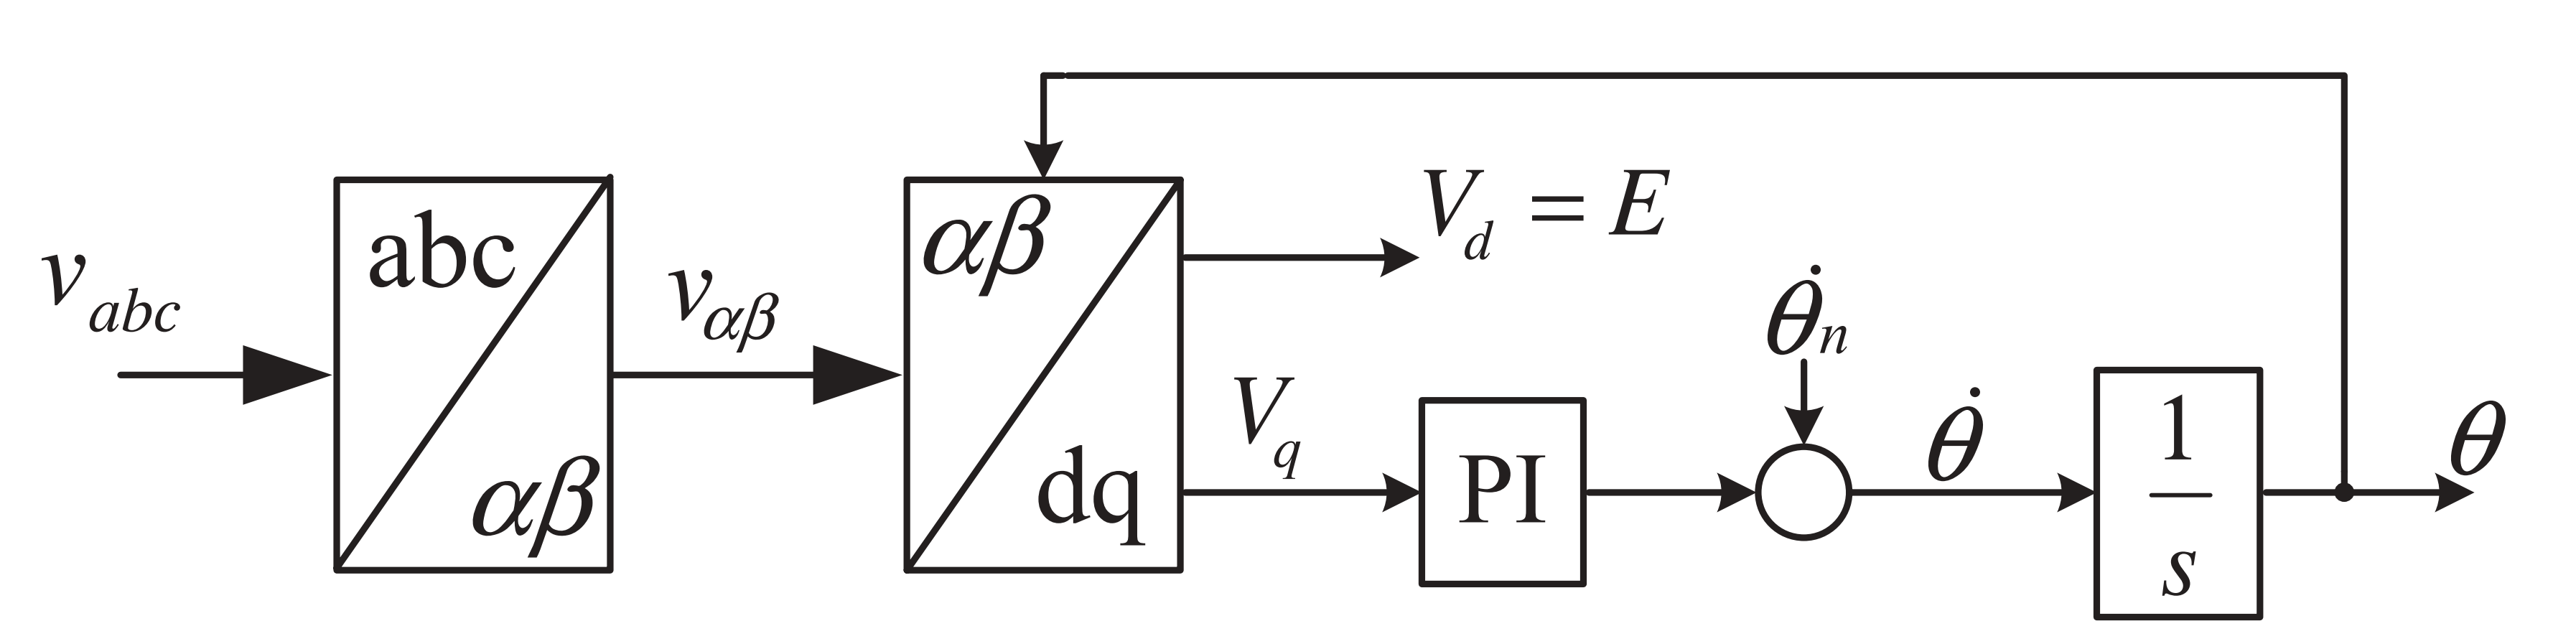 v_abc
abc
αβ
v_αβ
αβ
dq
V_d = E
V_q
PI
θ̇_n
θ̇
1
s
θ